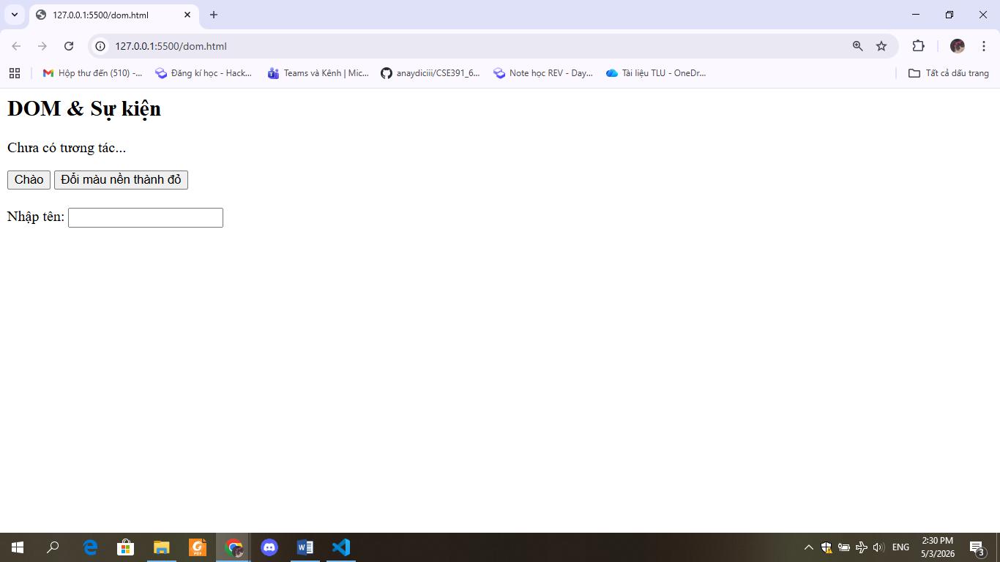 127.0.0.1:5500/dom.html
127.0.0.1:5500/dom.html
Hộp thư đến (510) -... Đăng kí học - Hack... Teams và Kênh | Mic... anaydiciii/CSE391_6... Note học REV - Day... Tài liệu TLU - OneDr... Tất cả dấu trang
DOM & Sự kiện
Chưa có tương tác...
Chào Đổi màu nền thành đỏ
Nhập tên:
ENG 2:30 PM
5/3/2026
3